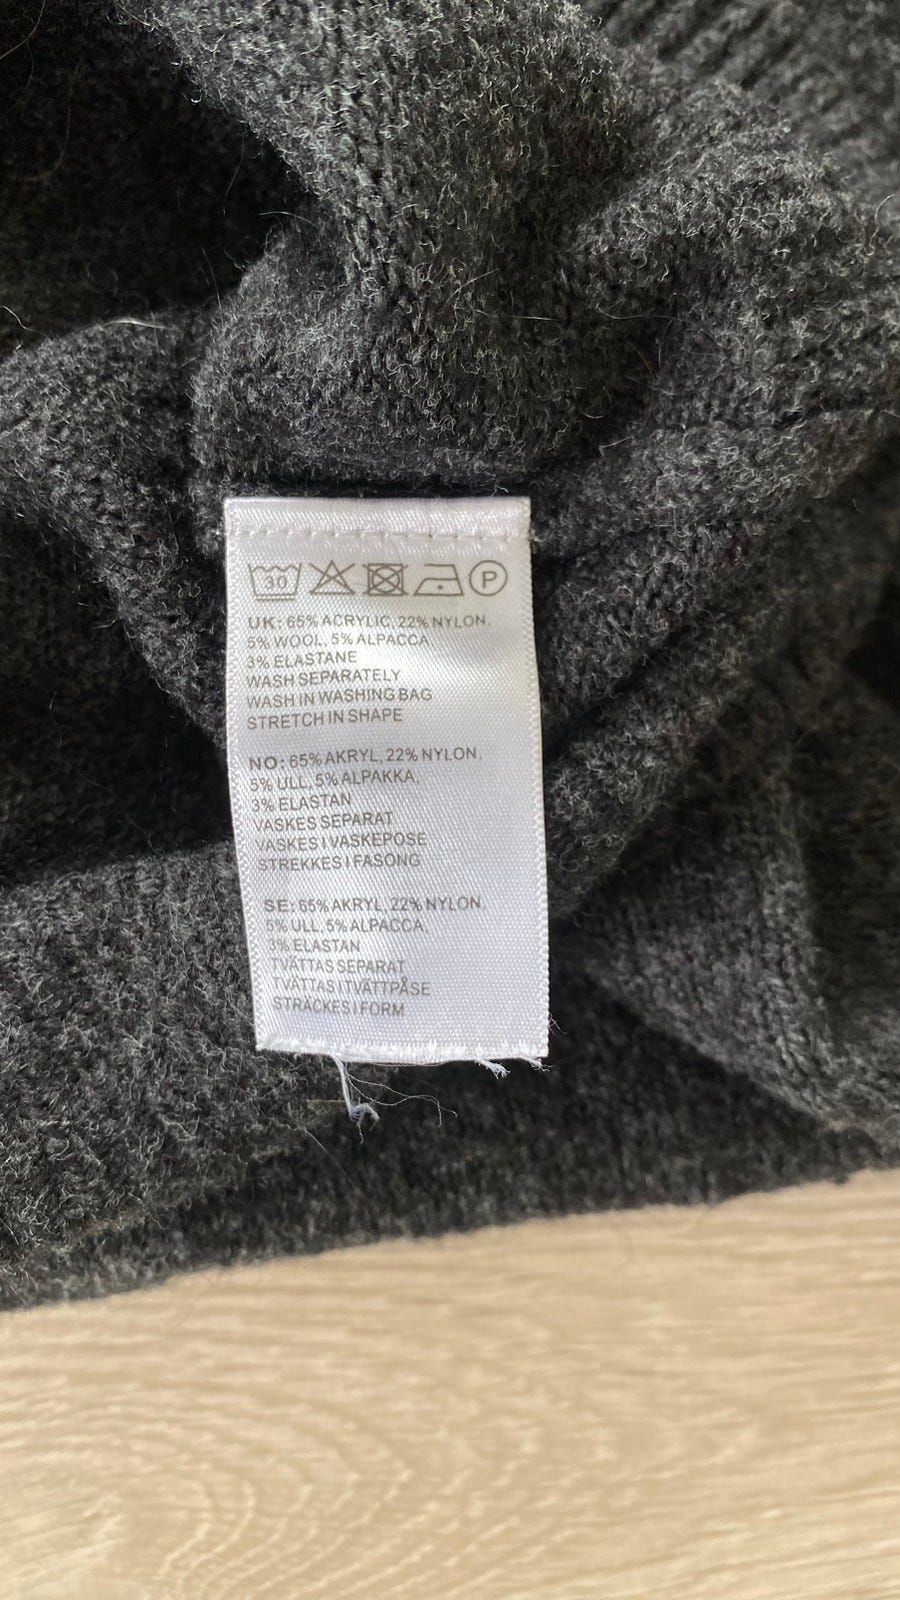 30 P
UK: 65% ACRYLIC, 22% NYLON,
5% WOOL, 5% ALPACCA,
3% ELASTANE
WASH SEPARATELY
WASH IN WASHING BAG
STRETCH IN SHAPE
NO: 65% AKRYL, 22% NYLON,
5% ULL, 5% ALPAKKA,
3% ELASTAN
VASKES SEPARAT
VASKES I VASKEPOSE
STREKKES I FASONG
SE: 65% AKRYL, 22% NYLON,
5% ULL, 5% ALPACCA,
3% ELASTAN
TVÄTTAS SEPARAT
TVÄTTAS I TVÄTTPÅSE
STRÄCKES I FORM